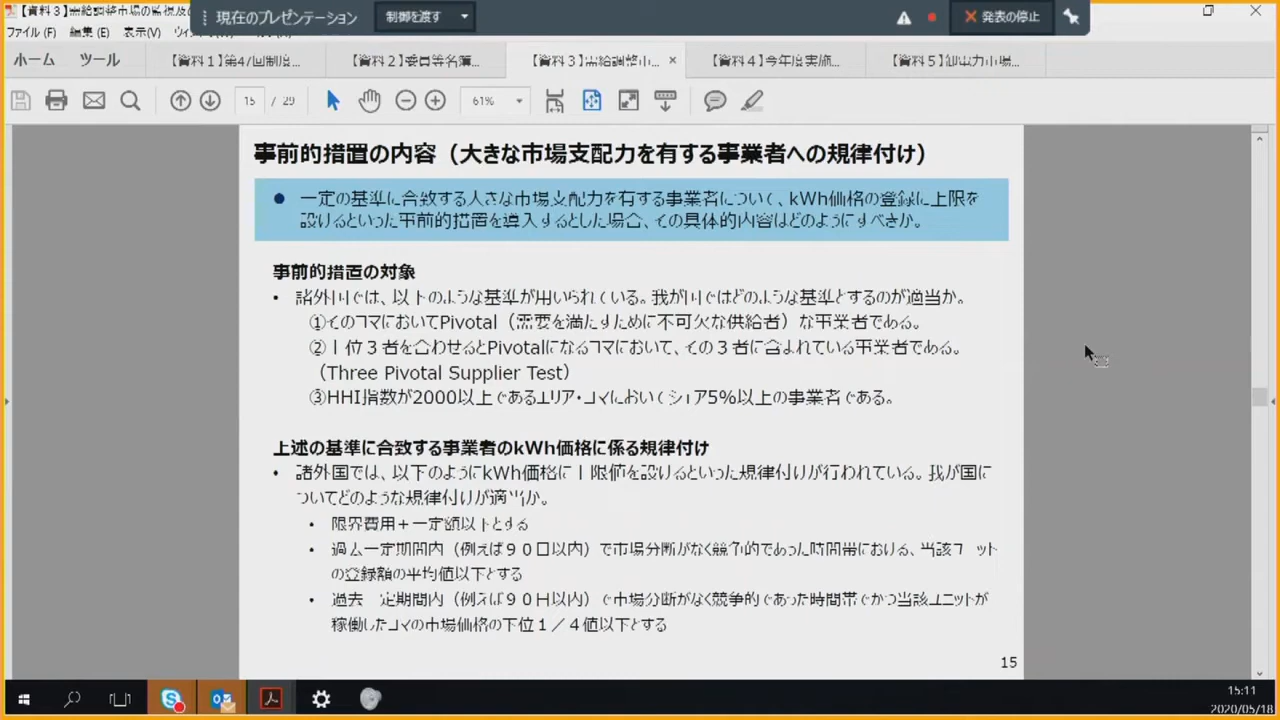 【資料３】需給調整市場の監視及び
現在のプレゼンテーション
制御を渡す
発表の停止
ファイル(F) 編集(E) 表示(V)
ホーム ツール 【資料１】第47回制度... 【資料２】委員等名簿... 【資料３】需給調整市... × 【資料４】今年度実施... 【資料５】卸電力市場...
15 / 29 61%
事前的措置の内容（大きな市場支配力を有する事業者への規律付け）
● 一定の基準に合致する大きな市場支配力を有する事業者について、kWh価格の登録に上限を
設けるといった事前的措置を導入するとした場合、その具体的内容はどのようにすべきか。
事前的措置の対象
• 諸外国では、以下のような基準が用いられている。我が国ではどのような基準とするのが適当か。
①そのコマにおいてPivotal（需要を満たすために不可欠な供給者）な事業者である。
②上位３者を合わせるとPivotalになるコマにおいて、その３者に含まれている事業者である。
（Three Pivotal Supplier Test）
③HHI指数が2000以上であるエリア・コマにおいてシェア5%以上の事業者である。
上述の基準に合致する事業者のkWh価格に係る規律付け
• 諸外国では、以下のようにkWh価格に上限値を設けるといった規律付けが行われている。我が国に
ついてどのような規律付けが適当か。
• 限界費用＋一定額以下とする
• 過去一定期間内（例えば９０日以内）で市場分断がなく競争的であった時間帯における、当該ユニット
の登録額の平均値以下とする
• 過去一定期間内（例えば９０日以内）で市場分断がなく競争的であった時間帯でかつ当該ユニットが
稼働したコマの市場価格の下位１／４値以下とする
15
15:11
2020/05/18